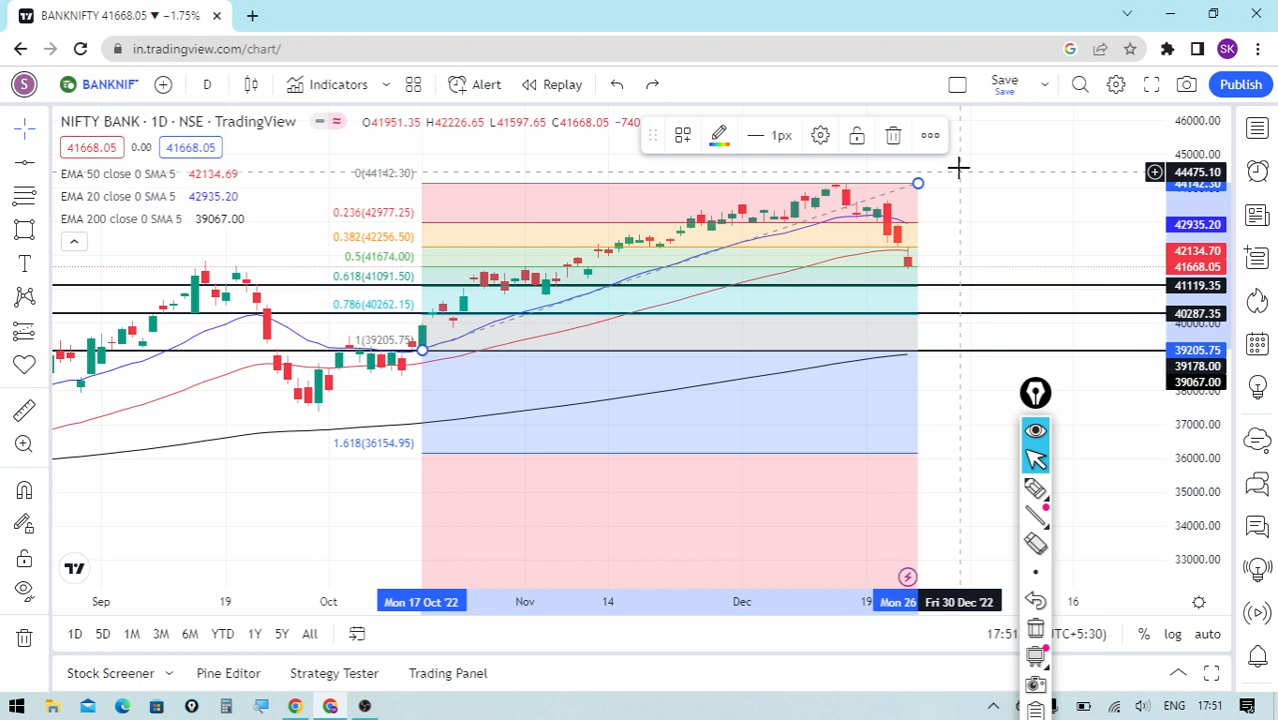 BANKNIFTY 41668.05 ▼ −1.75%
in.tradingview.com/chart/
SK
S
BANKNIF
D
Indicators
Alert
Replay
Save
Save
Publish
NIFTY BANK · 1D · NSE · TradingView
O41951.35 H42226.65 L41597.65 C41668.05 −740
1px
41668.05 0.00 41668.05
EMA 50 close 0 SMA 5 42134.69
EMA 20 close 0 SMA 5 42935.20
EMA 200 close 0 SMA 5 39067.00
0(44142.30)
0.236(42977.25)
0.382(42256.50)
0.5(41674.00)
0.618(41091.50)
0.786(40262.15)
1(39205.75)
1.618(36154.95)
46000.00
45000.00
44475.10
44142.30
42935.20
42134.70
41668.05
41119.35
40287.35
40000.00
39205.75
39178.00
39067.00
38000.00
37000.00
36000.00
35000.00
34000.00
33000.00
Sep
19
Oct
Mon 17 Oct '22
Nov
14
Dec
19
Mon 26
Fri 30 Dec '22
16
1D 5D 1M 3M 6M YTD 1Y 5Y All
17:51
UTC+5:30)
% log auto
Stock Screener
Pine Editor
Strategy Tester
Trading Panel
ENG 17:51